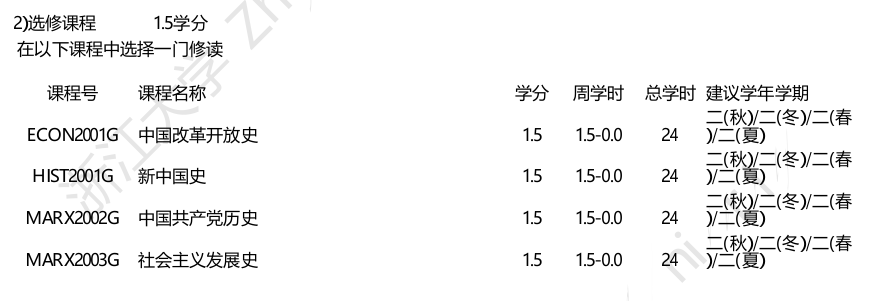 2)选修课程 1.5学分
在以下课程中选择一门修读
课程号 课程名称 学分 周学时 总学时 建议学年学期
ECON2001G 中国改革开放史 1.5 1.5-0.0 24 二(秋)/二(冬)/二(春
)/二(夏)
HIST2001G 新中国史 1.5 1.5-0.0 24 二(秋)/二(冬)/二(春
)/二(夏)
MARX2002G 中国共产党历史 1.5 1.5-0.0 24 二(秋)/二(冬)/二(春
)/二(夏)
MARX2003G 社会主义发展史 1.5 1.5-0.0 24 二(秋)/二(冬)/二(春
)/二(夏)
浙江大学